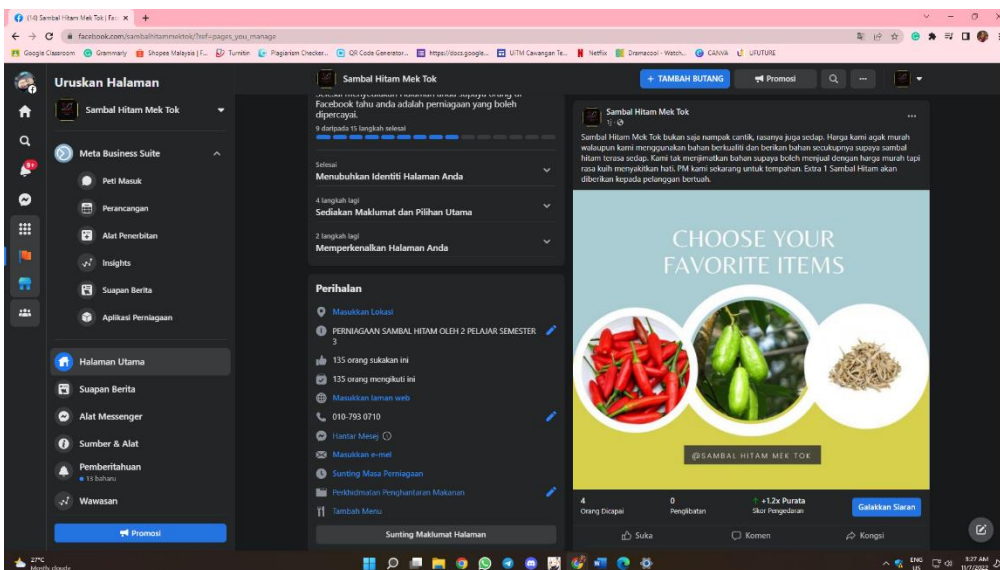 (14) Sambal Hitam Mek Tok | Fac
facebook.com/sambalhitammektok/?ref=pages_you_manage
Google Classroom
Grammarly
Shopee Malaysia | F...
Turnitin
Plagiarism Checker...
QR Code Generator...
https://docs.google...
UiTM Cawangan Te...
Netflix
Dramacool - Watch...
CANVA
UFUTURE
Uruskan Halaman
Sambal Hitam Mek Tok
Meta Business Suite
Peti Masuk
Perancangan
Alat Penerbitan
Insights
Suapan Berita
Aplikasi Perniagaan
Halaman Utama
Suapan Berita
Alat Messenger
Sumber & Alat
Pemberitahuan
13 baharu
Wawasan
Promosi
Sambal Hitam Mek Tok
+ TAMBAH BUTANG
Promosi
Facebook tahu anda adalah perniagaan yang boleh
dipercayai.
9 daripada 15 langkah selesai
Selesai
Menubuhkan Identiti Halaman Anda
4 langkah lagi
Sediakan Maklumat dan Pilihan Utama
2 langkah lagi
Memperkenalkan Halaman Anda
Perihalan
Masukkan Lokasi
PERNIAGAAN SAMBAL HITAM OLEH 2 PELAJAR SEMESTER
3
135 orang sukakan ini
135 orang mengikuti ini
Masukkan laman web
010-793 0710
Hantar Mesej
Masukkan e-mel
Sunting Masa Perniagaan
Perkhidmatan Penghantaran Makanan
Tambah Menu
Sunting Maklumat Halaman
Sambal Hitam Mek Tok
1j
Sambal Hitam Mek Tok bukan saja nampak cantik, rasanya juga sedap. Harga kami agak murah
walaupun kami menggunakan bahan berkualiti dan berikan bahan secukupnya supaya sambal
hitam terasa sedap. Kami tak menjimatkan bahan supaya boleh menjual dengan harga murah tapi
rasa kuih menyakitkan hati. PM kami sekarang untuk tempahan. Extra 1 Sambal Hitam akan
diberikan kepada pelanggan bertuah.
CHOOSE YOUR
FAVORITE ITEMS
@SAMBAL HITAM MEK TOK
4
Orang Dicapai
0
Penglibatan
+1.2x Purata
Skor Pengedaran
Galakkan Siaran
Suka
Komen
Kongsi
27°C
Mostly cloudy
ENG
US
3:27 AM
11/7/2022